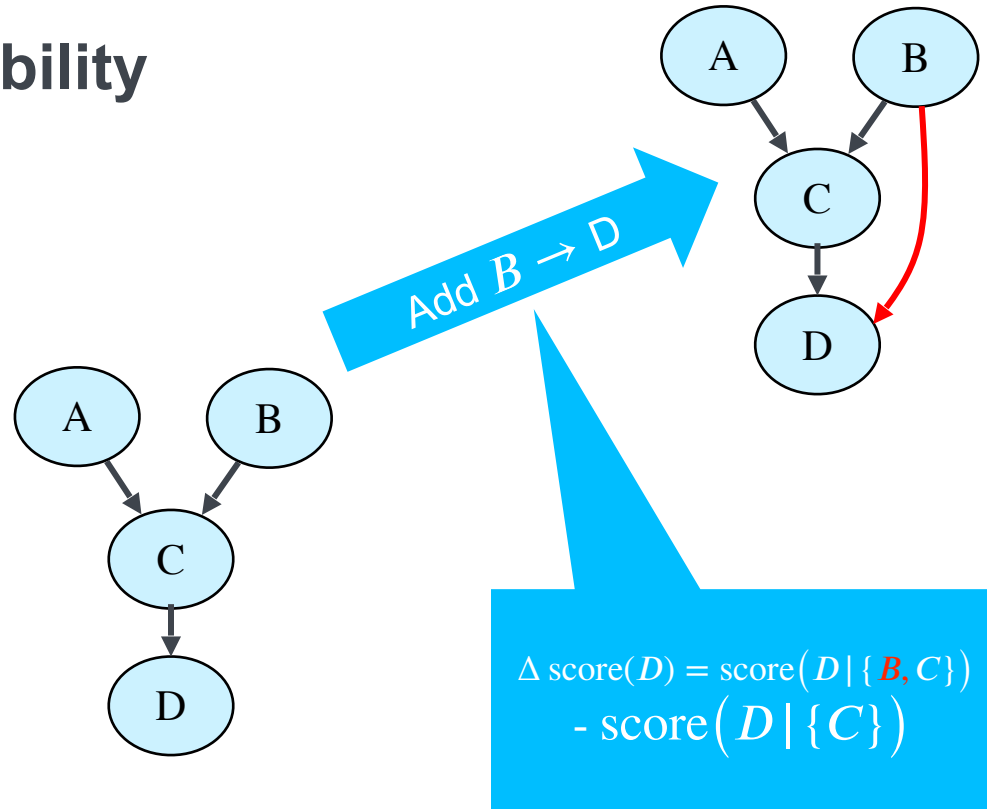 bility
A
B
C
D
Add B → D
A
B
C
D
Δ score(D) = score(D | {B, C})
- score(D | {C})